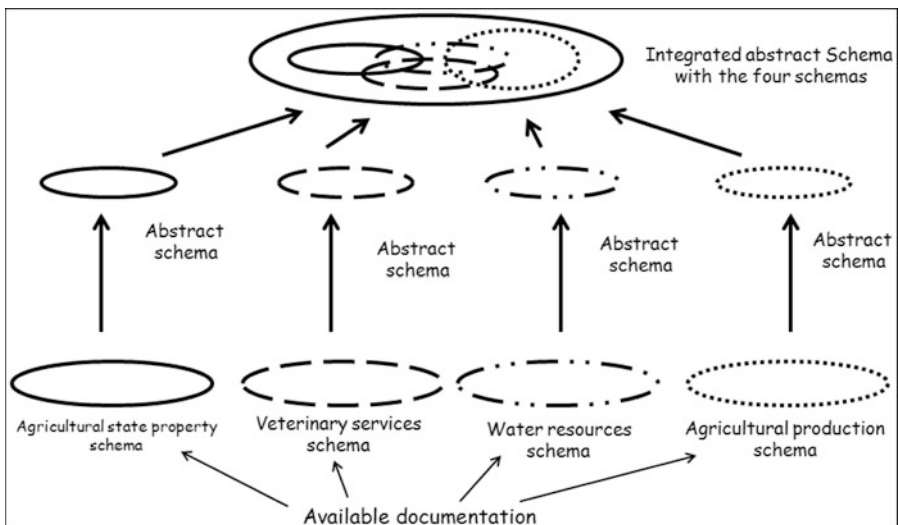 Integrated abstract Schema
with the four schemas
Abstract
schema
Abstract
schema
Abstract
schema
Abstract
schema
Agricultural state property
schema
Veterinary services
schema
Water resources
schema
Agricultural production
schema
Available documentation